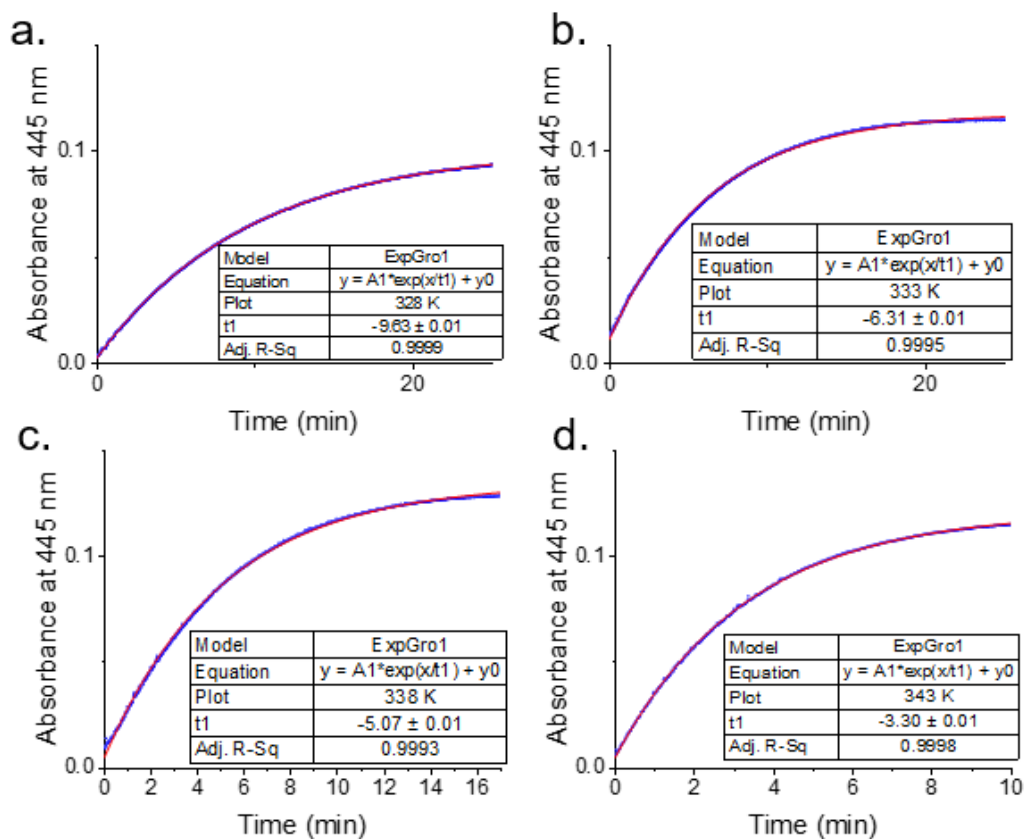 a.
Absorbance at 445 nm
0.1
0.0
Model ExpGro1
Equation y = A1*exp(x/t1) + y0
Plot 328 K
t1 -9.63 ± 0.01
Adj. R-Sq 0.9999
0 20
Time (min)
b.
Absorbance at 445 nm
0.1
0.0
Model ExpGro1
Equation y = A1*exp(x/t1) + y0
Plot 333 K
t1 -6.31 ± 0.01
Adj. R-Sq 0.9995
0 20
Time (min)
c.
Absorbance at 445 nm
0.1
0.0
Model ExpGro1
Equation y = A1*exp(x/t1) + y0
Plot 338 K
t1 -5.07 ± 0.01
Adj. R-Sq 0.9993
0 2 4 6 8 10 12 14 16
Time (min)
d.
Absorbance at 445 nm
0.1
0.0
Model ExpGro1
Equation y = A1*exp(x/t1) + y0
Plot 343 K
t1 -3.30 ± 0.01
Adj. R-Sq 0.9998
0 2 4 6 8 10
Time (min)